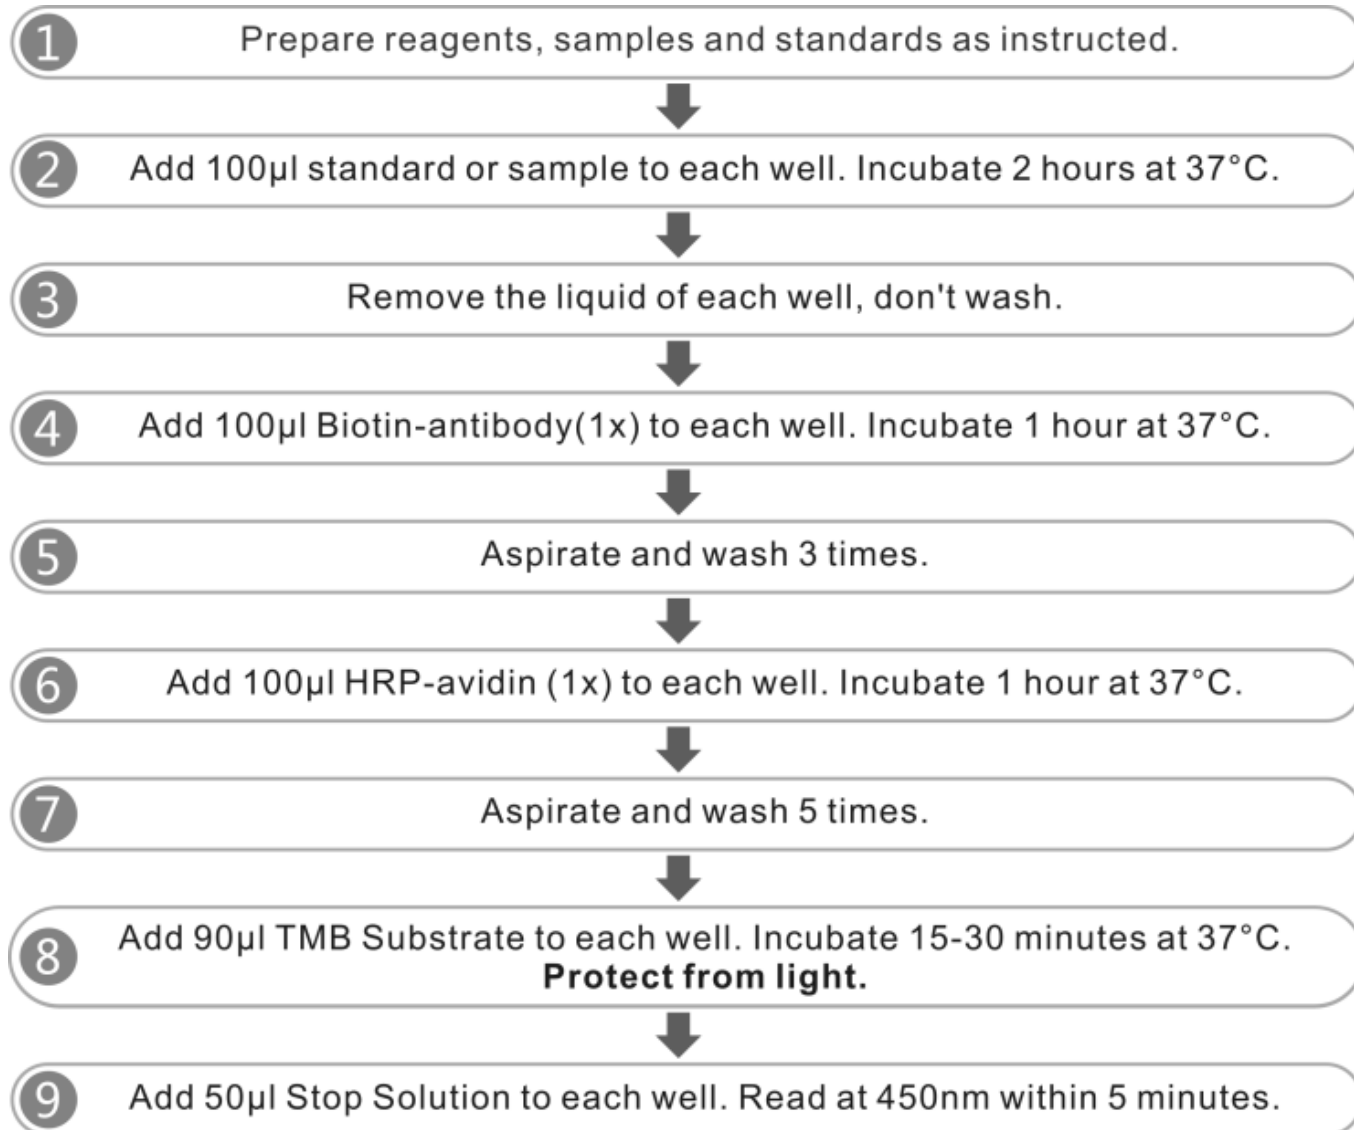 1 Prepare reagents, samples and standards as instructed.
2 Add 100µl standard or sample to each well. Incubate 2 hours at 37°C.
3 Remove the liquid of each well, don't wash.
4 Add 100µl Biotin-antibody(1x) to each well. Incubate 1 hour at 37°C.
5 Aspirate and wash 3 times.
6 Add 100µl HRP-avidin (1x) to each well. Incubate 1 hour at 37°C.
7 Aspirate and wash 5 times.
8 Add 90µl TMB Substrate to each well. Incubate 15-30 minutes at 37°C.
Protect from light.
9 Add 50µl Stop Solution to each well. Read at 450nm within 5 minutes.